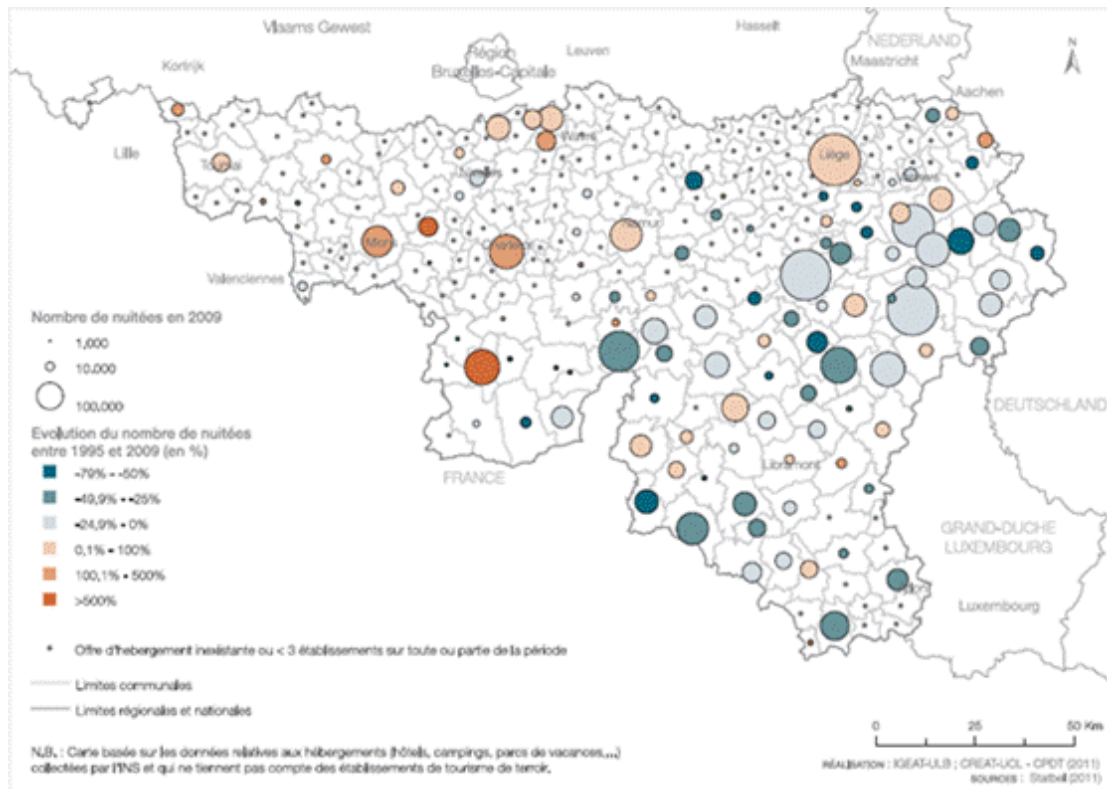 Vlaams Gewest
Hasselt
NEDERLAND
Maastricht
Leuven
Région
Bruxelles-Capitale
Kortrijk
N
Aachen
Lille
Wavre
Liège
Tournai
Nivelles
Verviers
Namur
Mons
Charleroi
Valenciennes
Nombre de nuitées en 2009
1,000
10,000
100,000
Evolution du nombre de nuitées
entre 1995 et 2009 (en %)
-79% - -50%
-49,9% - -25%
-24,9% - 0%
0,1% - 100%
100,1% - 500%
>500%
DEUTSCHLAND
FRANCE
Libramont
GRAND-DUCHE
LUXEMBOURG
Arlon
Luxembourg
Offre d'hebergement inexistante ou < 3 établissements sur toute ou partie de la période
Limites communales
Limites régionales et nationales
0 25 50 Km
N.B. : Carte basée sur les données relatives aux hébergements (hôtels, campings, parcs de vacances,...)
collectées par l'INS et qui ne tiennent pas compte des établissements de tourisme de terroir.
RÉALISATION : IGEAT-ULB ; CREAT-UCL - CPDT (2011)
SOURCES : Statbel (2011)